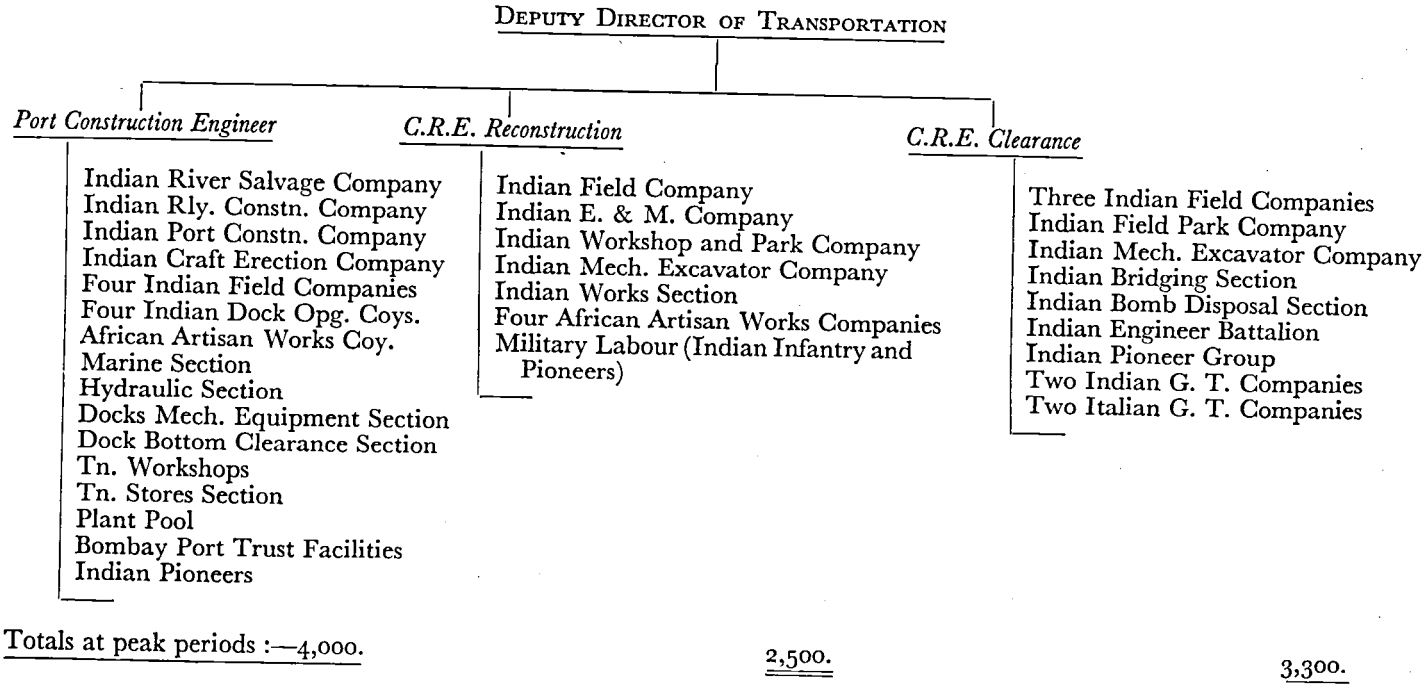 DEPUTY DIRECTOR OF TRANSPORTATION
Port Construction Engineer
Indian River Salvage Company
Indian Rly. Constn. Company
Indian Port Constn. Company
Indian Craft Erection Company
Four Indian Field Companies
Four Indian Dock Opg. Coys.
African Artisan Works Coy.
Marine Section
Hydraulic Section
Docks Mech. Equipment Section
Dock Bottom Clearance Section
Tn. Workshops
Tn. Stores Section
Plant Pool
Bombay Port Trust Facilities
Indian Pioneers
C.R.E. Reconstruction
Indian Field Company
Indian E. & M. Company
Indian Workshop and Park Company
Indian Mech. Excavator Company
Indian Works Section
Four African Artisan Works Companies
Military Labour (Indian Infantry and
Pioneers)
C.R.E. Clearance
Three Indian Field Companies
Indian Field Park Company
Indian Mech. Excavator Company
Indian Bridging Section
Indian Bomb Disposal Section
Indian Engineer Battalion
Indian Pioneer Group
Two Indian G. T. Companies
Two Italian G. T. Companies
Totals at peak periods :—4,000.
2,500.
3,300.